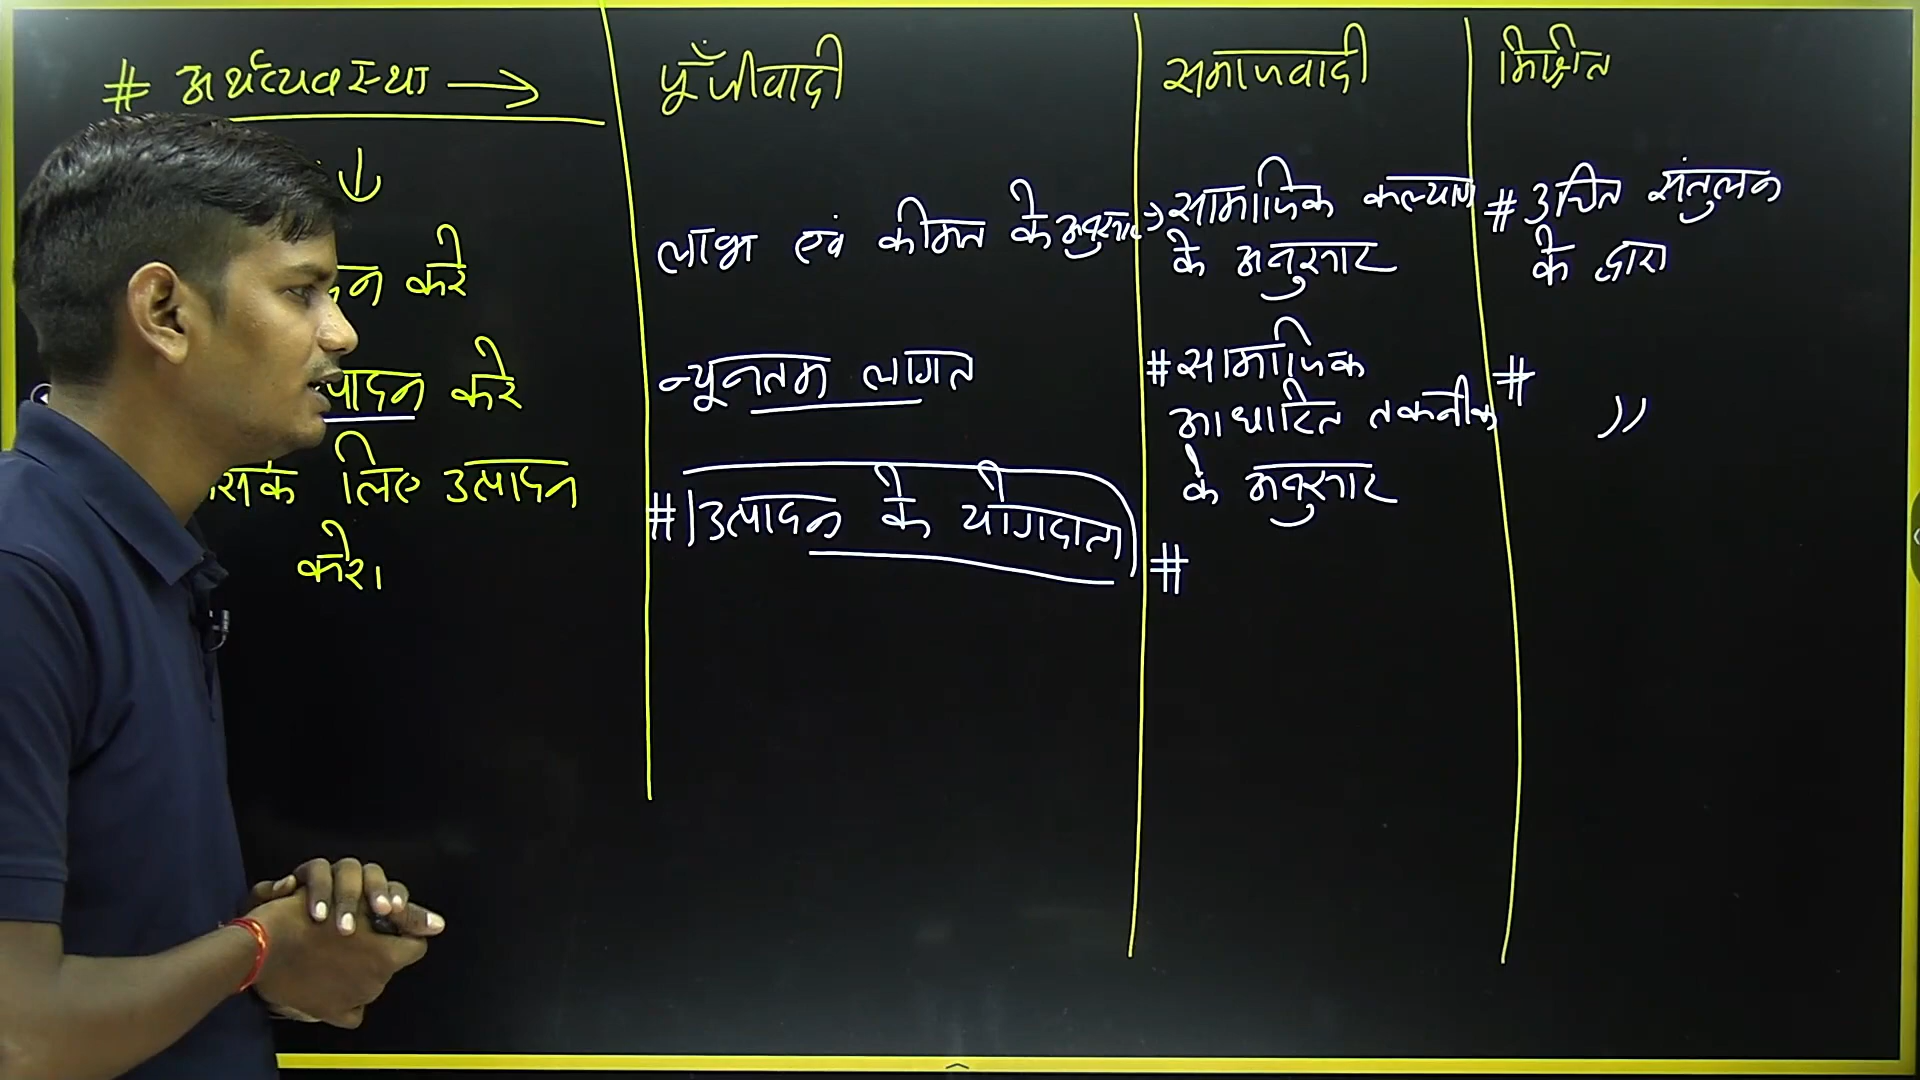 # अर्थव्यवस्था →
पूँजीवादी
समाजवादी
मिश्रित
करे
लाभ एवं कीमत के अनुसार
सामाजिक कल्याण
के अनुसार
# उचित संतुलन
के द्वारा
करे
न्यूनतम लागत
# सामाजिक
आधारित तकनीक
के अनुसार
# 〃
लिए उत्पादन
करे।
# उत्पादन के योगदान
#